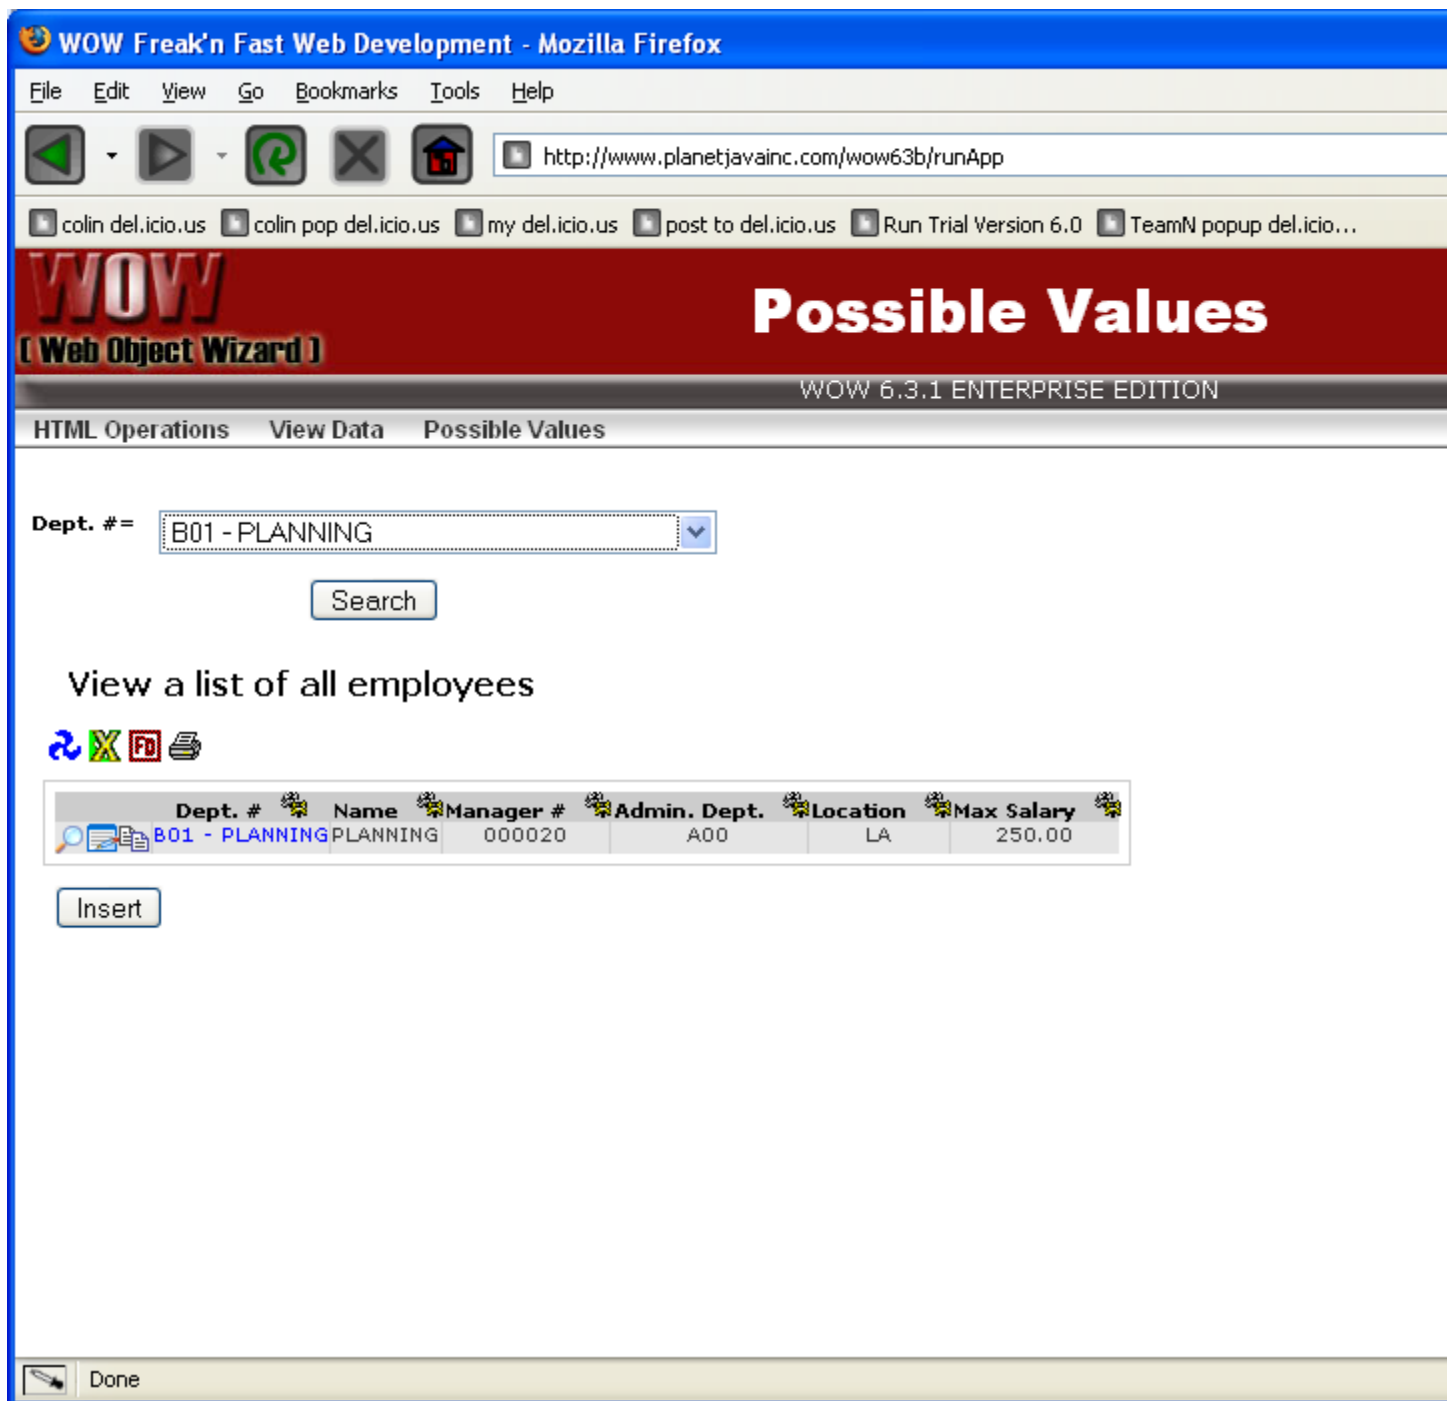 WOW Freak'n Fast Web Development - Mozilla Firefox
File Edit View Go Bookmarks Tools Help
http://www.planetjavainc.com/wow63b/runApp
colin del.icio.us colin pop del.icio.us my del.icio.us post to del.icio.us Run Trial Version 6.0 TeamN popup del.icio...
WOW
[ Web Object Wizard ]
Possible Values
WOW 6.3.1 ENTERPRISE EDITION
HTML Operations View Data Possible Values
Dept. #= B01 - PLANNING
Search
View a list of all employees
FD
Dept. # Name Manager # Admin. Dept. Location Max Salary
B01 - PLANNING PLANNING 000020 A00 LA 250.00
Insert
Done